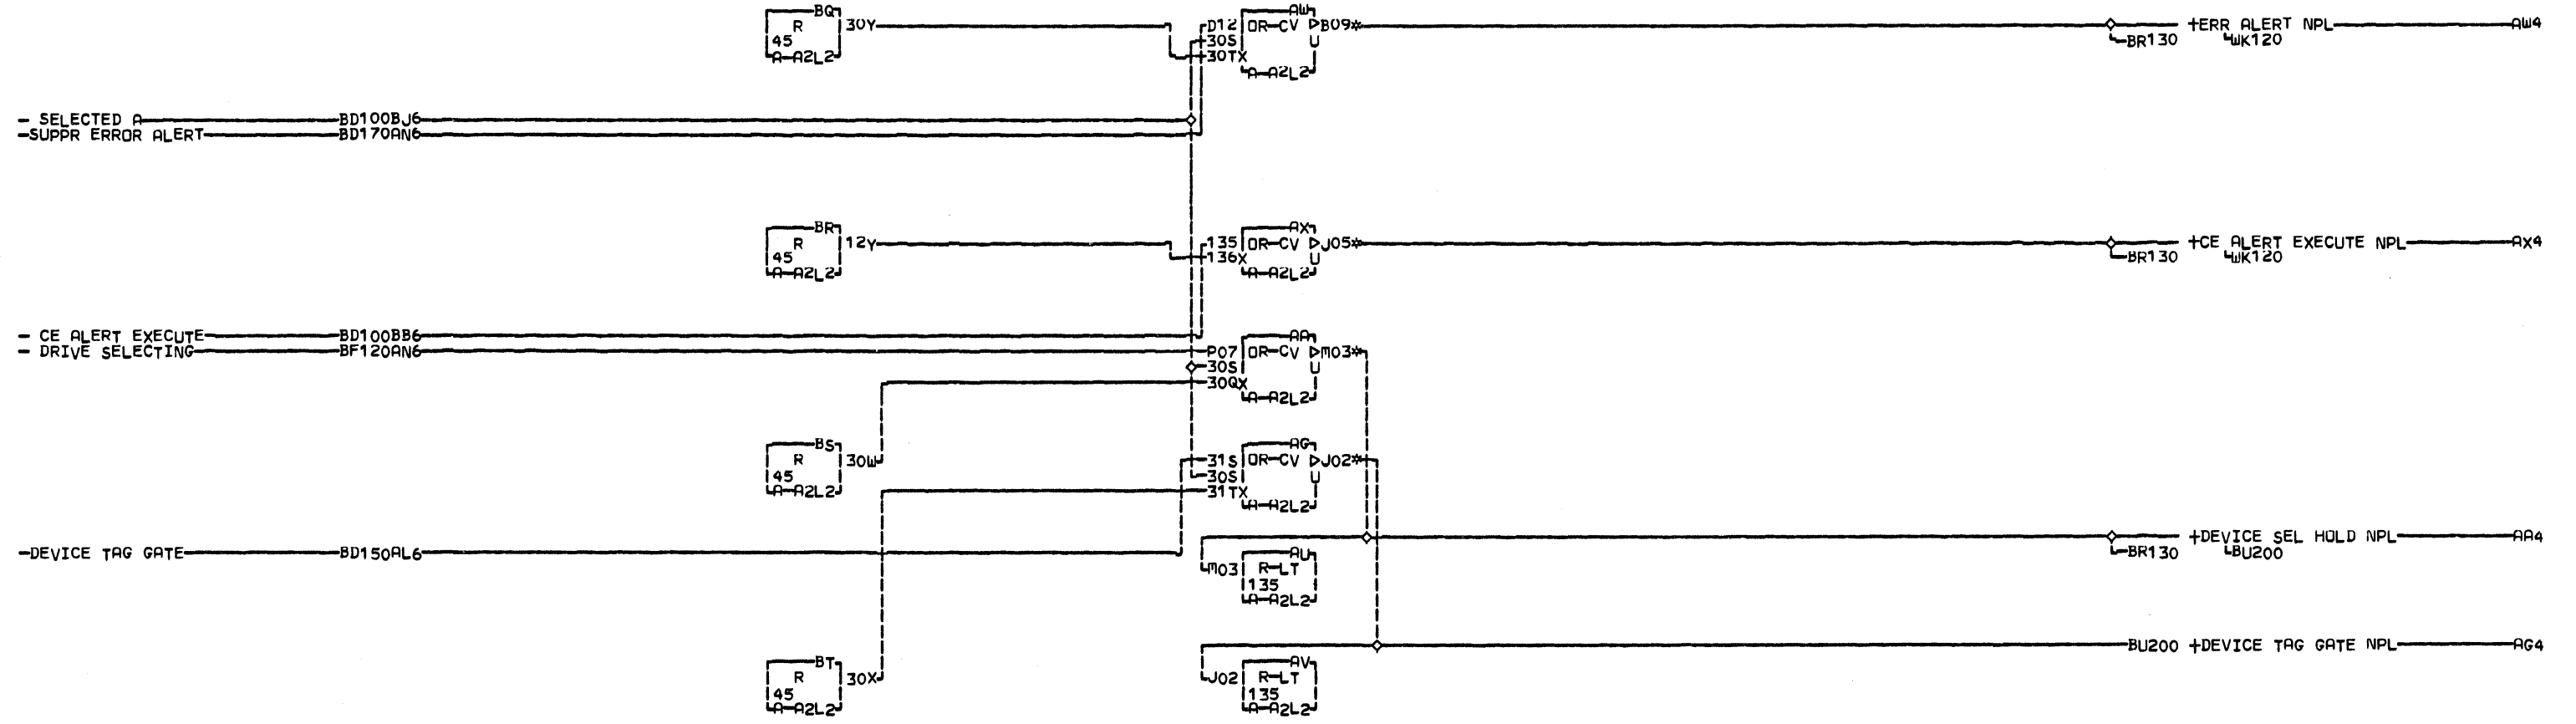 BQ
R 30Y
45
A-A2L2
AW
D12 OR-CV B09*
30S U
30TX
A-A2L2
+ERR ALERT NPL AW4
BR130 WK120
- SELECTED A BD100BJ6
-SUPPR ERROR ALERT BD170AN6
BR
R 12Y
45
A-A2L2
AX
135 OR-CV J05*
136X U
A-A2L2
+CE ALERT EXECUTE NPL AX4
BR130 WK120
- CE ALERT EXECUTE BD100BB6
- DRIVE SELECTING BF120AN6
AA
P07 OR-CV M03*
30S U
30QX
A-A2L2
BS
R 30W
45
A-A2L2
AG
31S OR-CV J02*
30S U
31TX
A-A2L2
-DEVICE TAG GATE BD150AL6
AU
M03 R-LT
135
A-A2L2
+DEVICE SEL HOLD NPL AA4
BR130 BU200
BT
R 30X
45
A-A2L2
AV
J02 R-LT
135
A-A2L2
BU200 +DEVICE TAG GATE NPL AG4